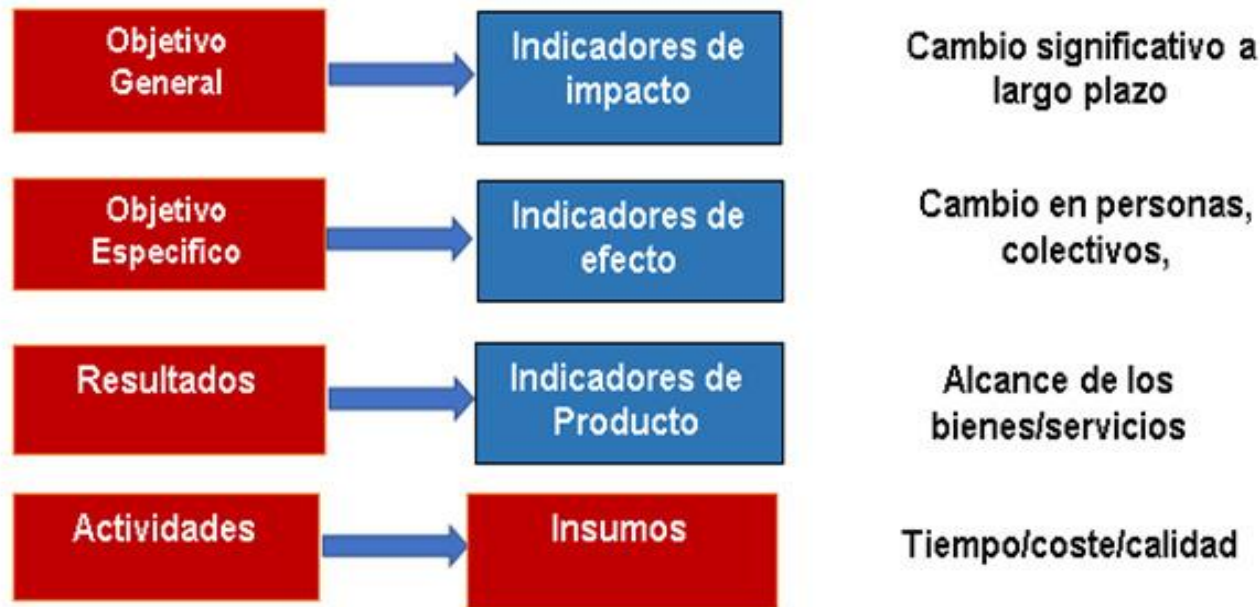 Objetivo
General
Indicadores de
impacto
Cambio significativo a
largo plazo
Objetivo
Especifico
Indicadores de
efecto
Cambio en personas,
colectivos,
Resultados
Indicadores de
Producto
Alcance de los
bienes/servicios
Actividades
Insumos
Tiempo/coste/calidad